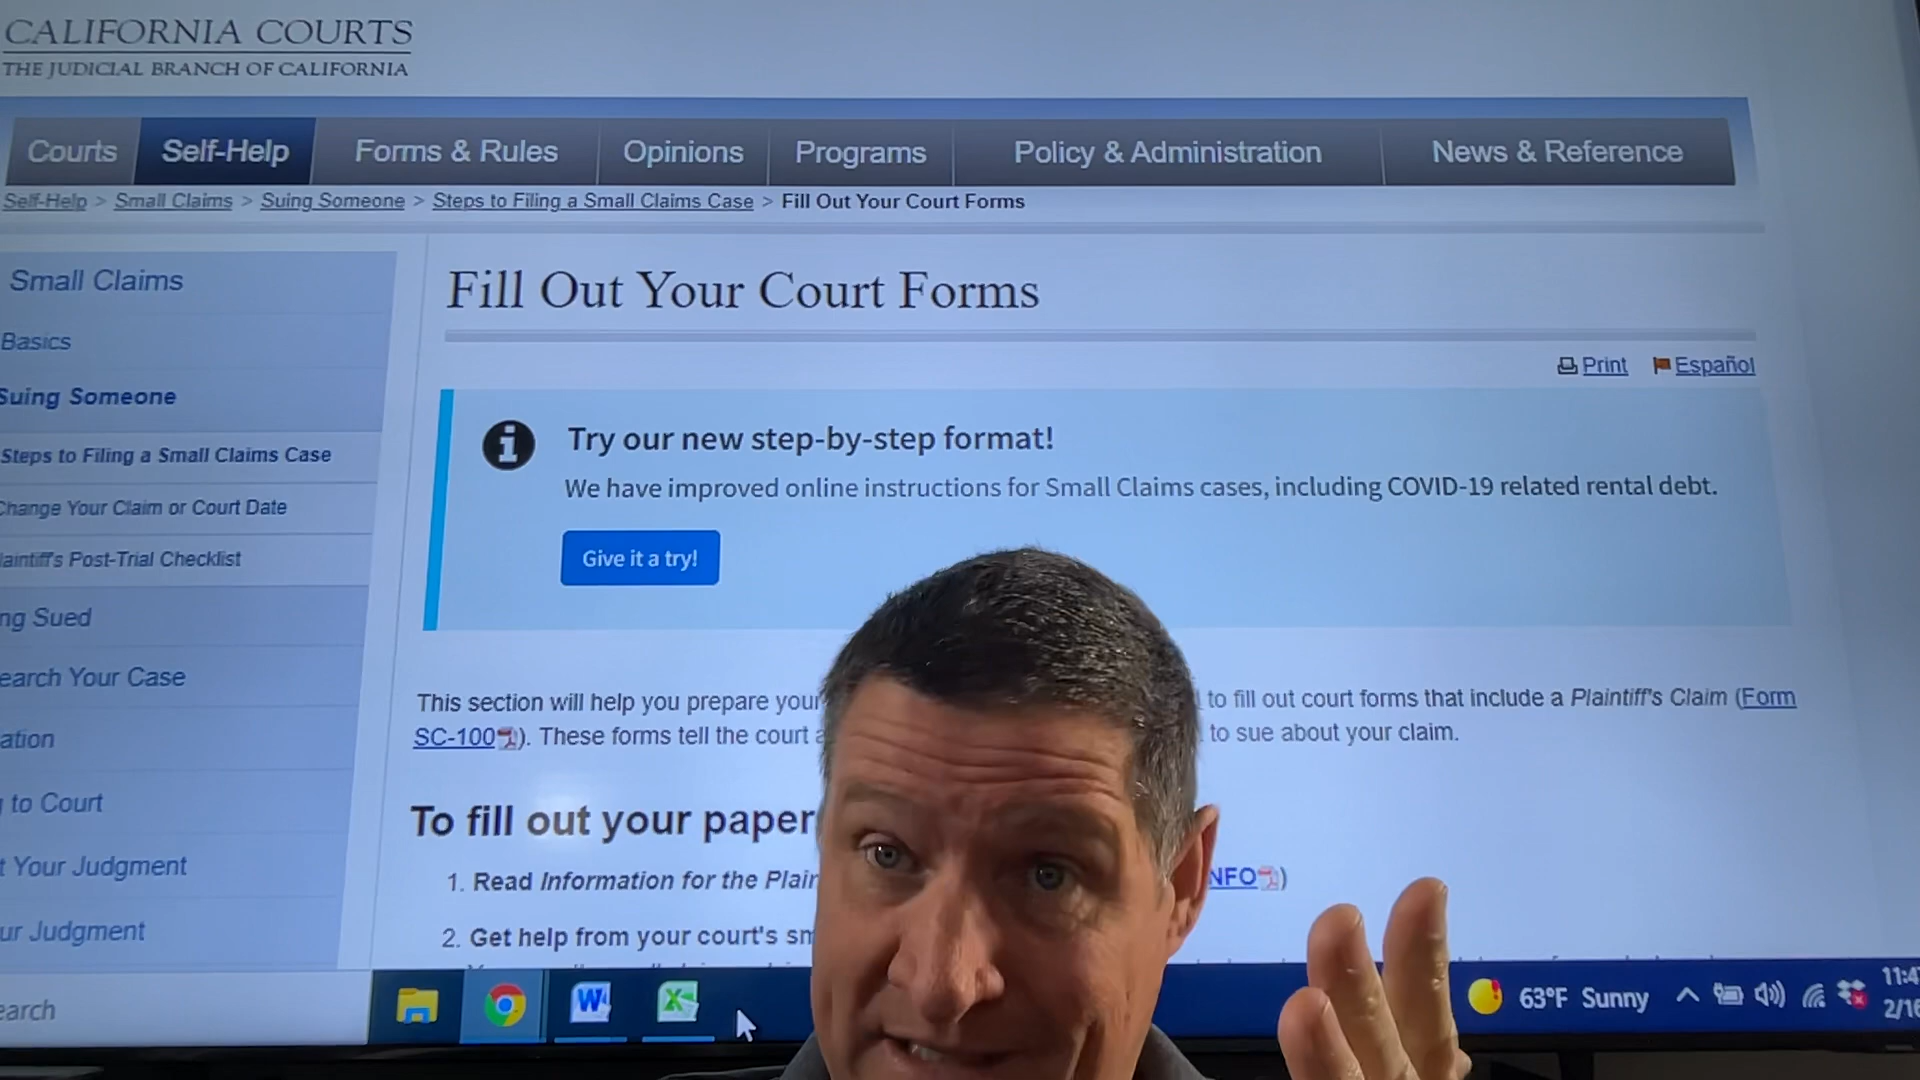 CALIFORNIA COURTS
THE JUDICIAL BRANCH OF CALIFORNIA
Courts Self-Help Forms & Rules Opinions Programs Policy & Administration News & Reference
Self-Help > Small Claims > Suing Someone > Steps to Filing a Small Claims Case > Fill Out Your Court Forms
Small Claims
Basics
Suing Someone
Steps to Filing a Small Claims Case
Change Your Claim or Court Date
laintiff's Post-Trial Checklist
ng Sued
earch Your Case
ation
to Court
t Your Judgment
ur Judgment
Fill Out Your Court Forms
Print Español
Try our new step-by-step format!
We have improved online instructions for Small Claims cases, including COVID-19 related rental debt.
Give it a try!
This section will help you prepare your to fill out court forms that include a Plaintiff's Claim (Form
SC-100). These forms tell the court to sue about your claim.
To fill out your paper
1. Read Information for the Plain NFO)
2. Get help from your court's sm
earch
63°F Sunny
11:4
2/16